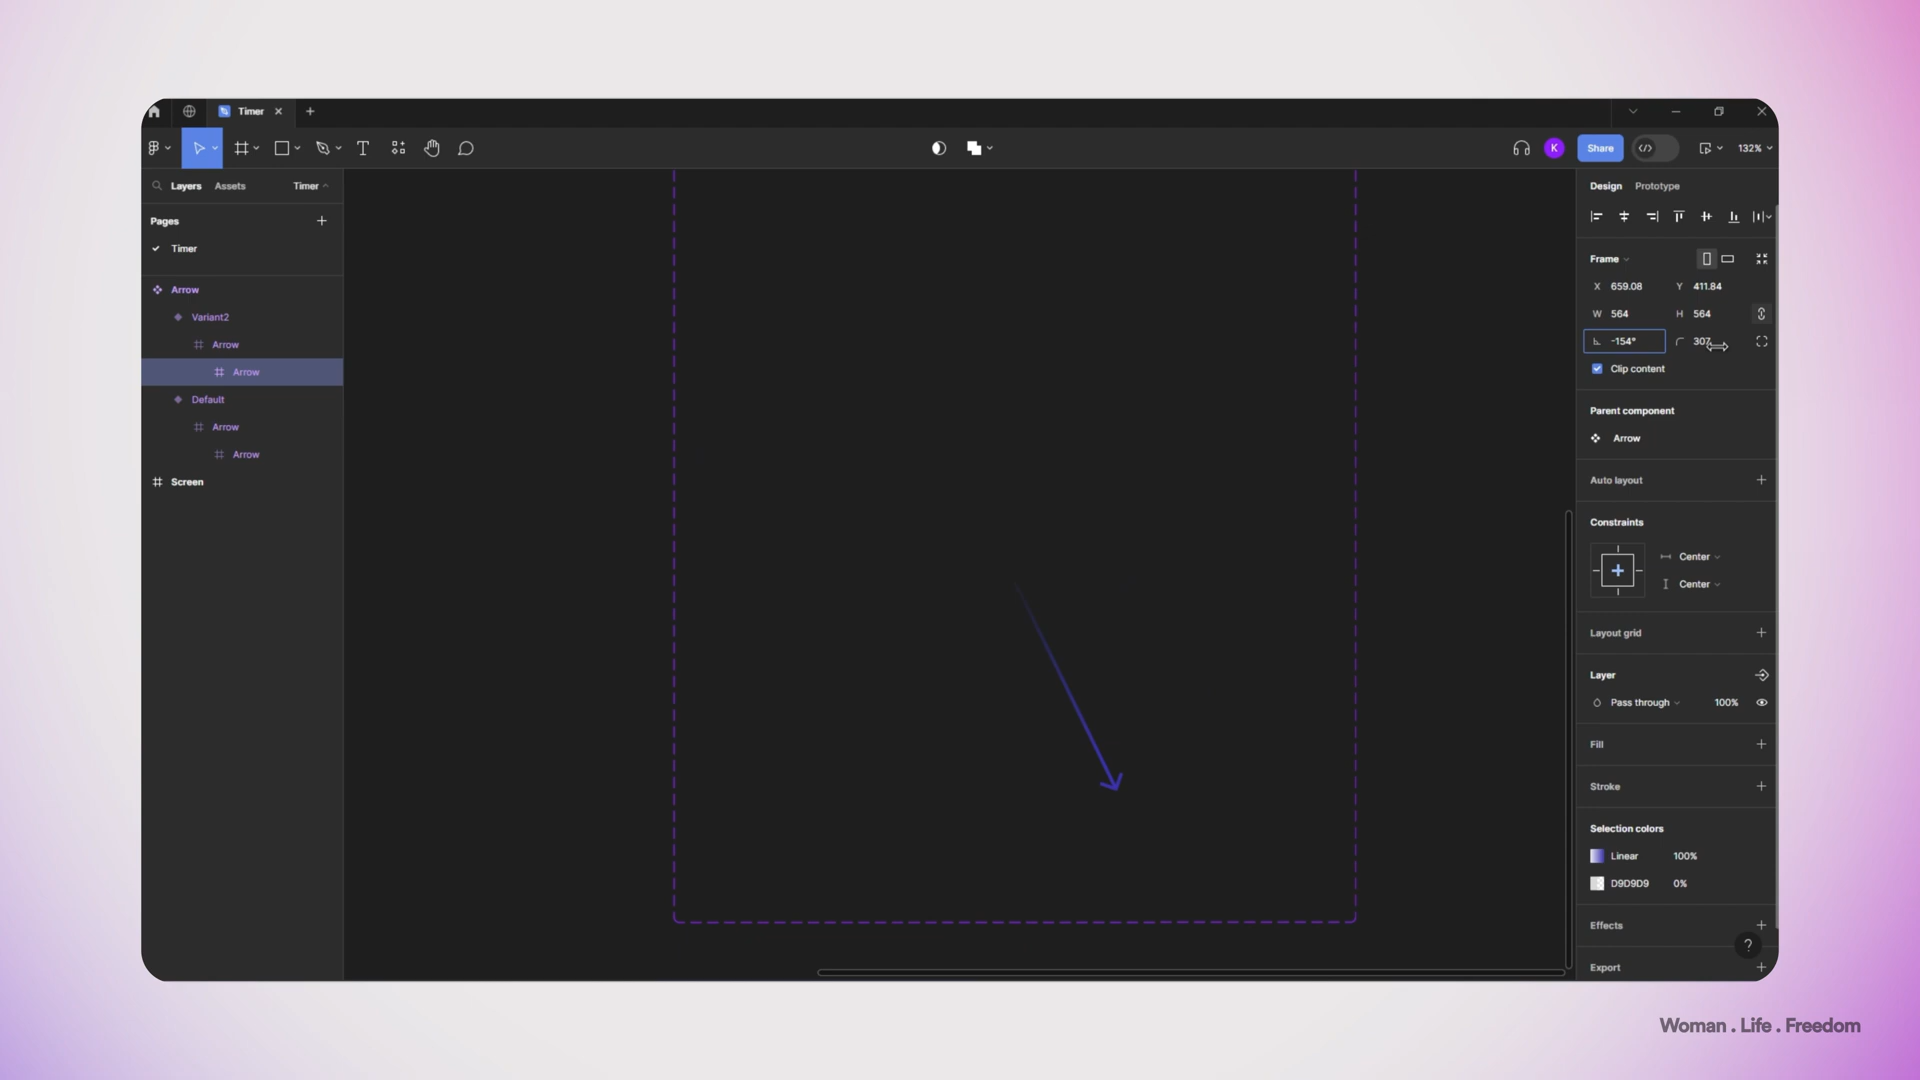 Timer
Share
K
132%
Layers
Assets
Timer
Pages
Timer
Arrow
Variant2
Arrow
Arrow
Default
Arrow
Arrow
Screen
Design
Prototype
Frame
X 659.08
Y 411.84
W 564
H 564
-154°
307
Clip content
Parent component
Arrow
Auto layout
Constraints
Center
Center
Layout grid
Layer
Pass through
100%
Fill
Stroke
Selection colors
Linear 100%
D9D9D9 0%
Effects
?
Export
Woman . Life . Freedom